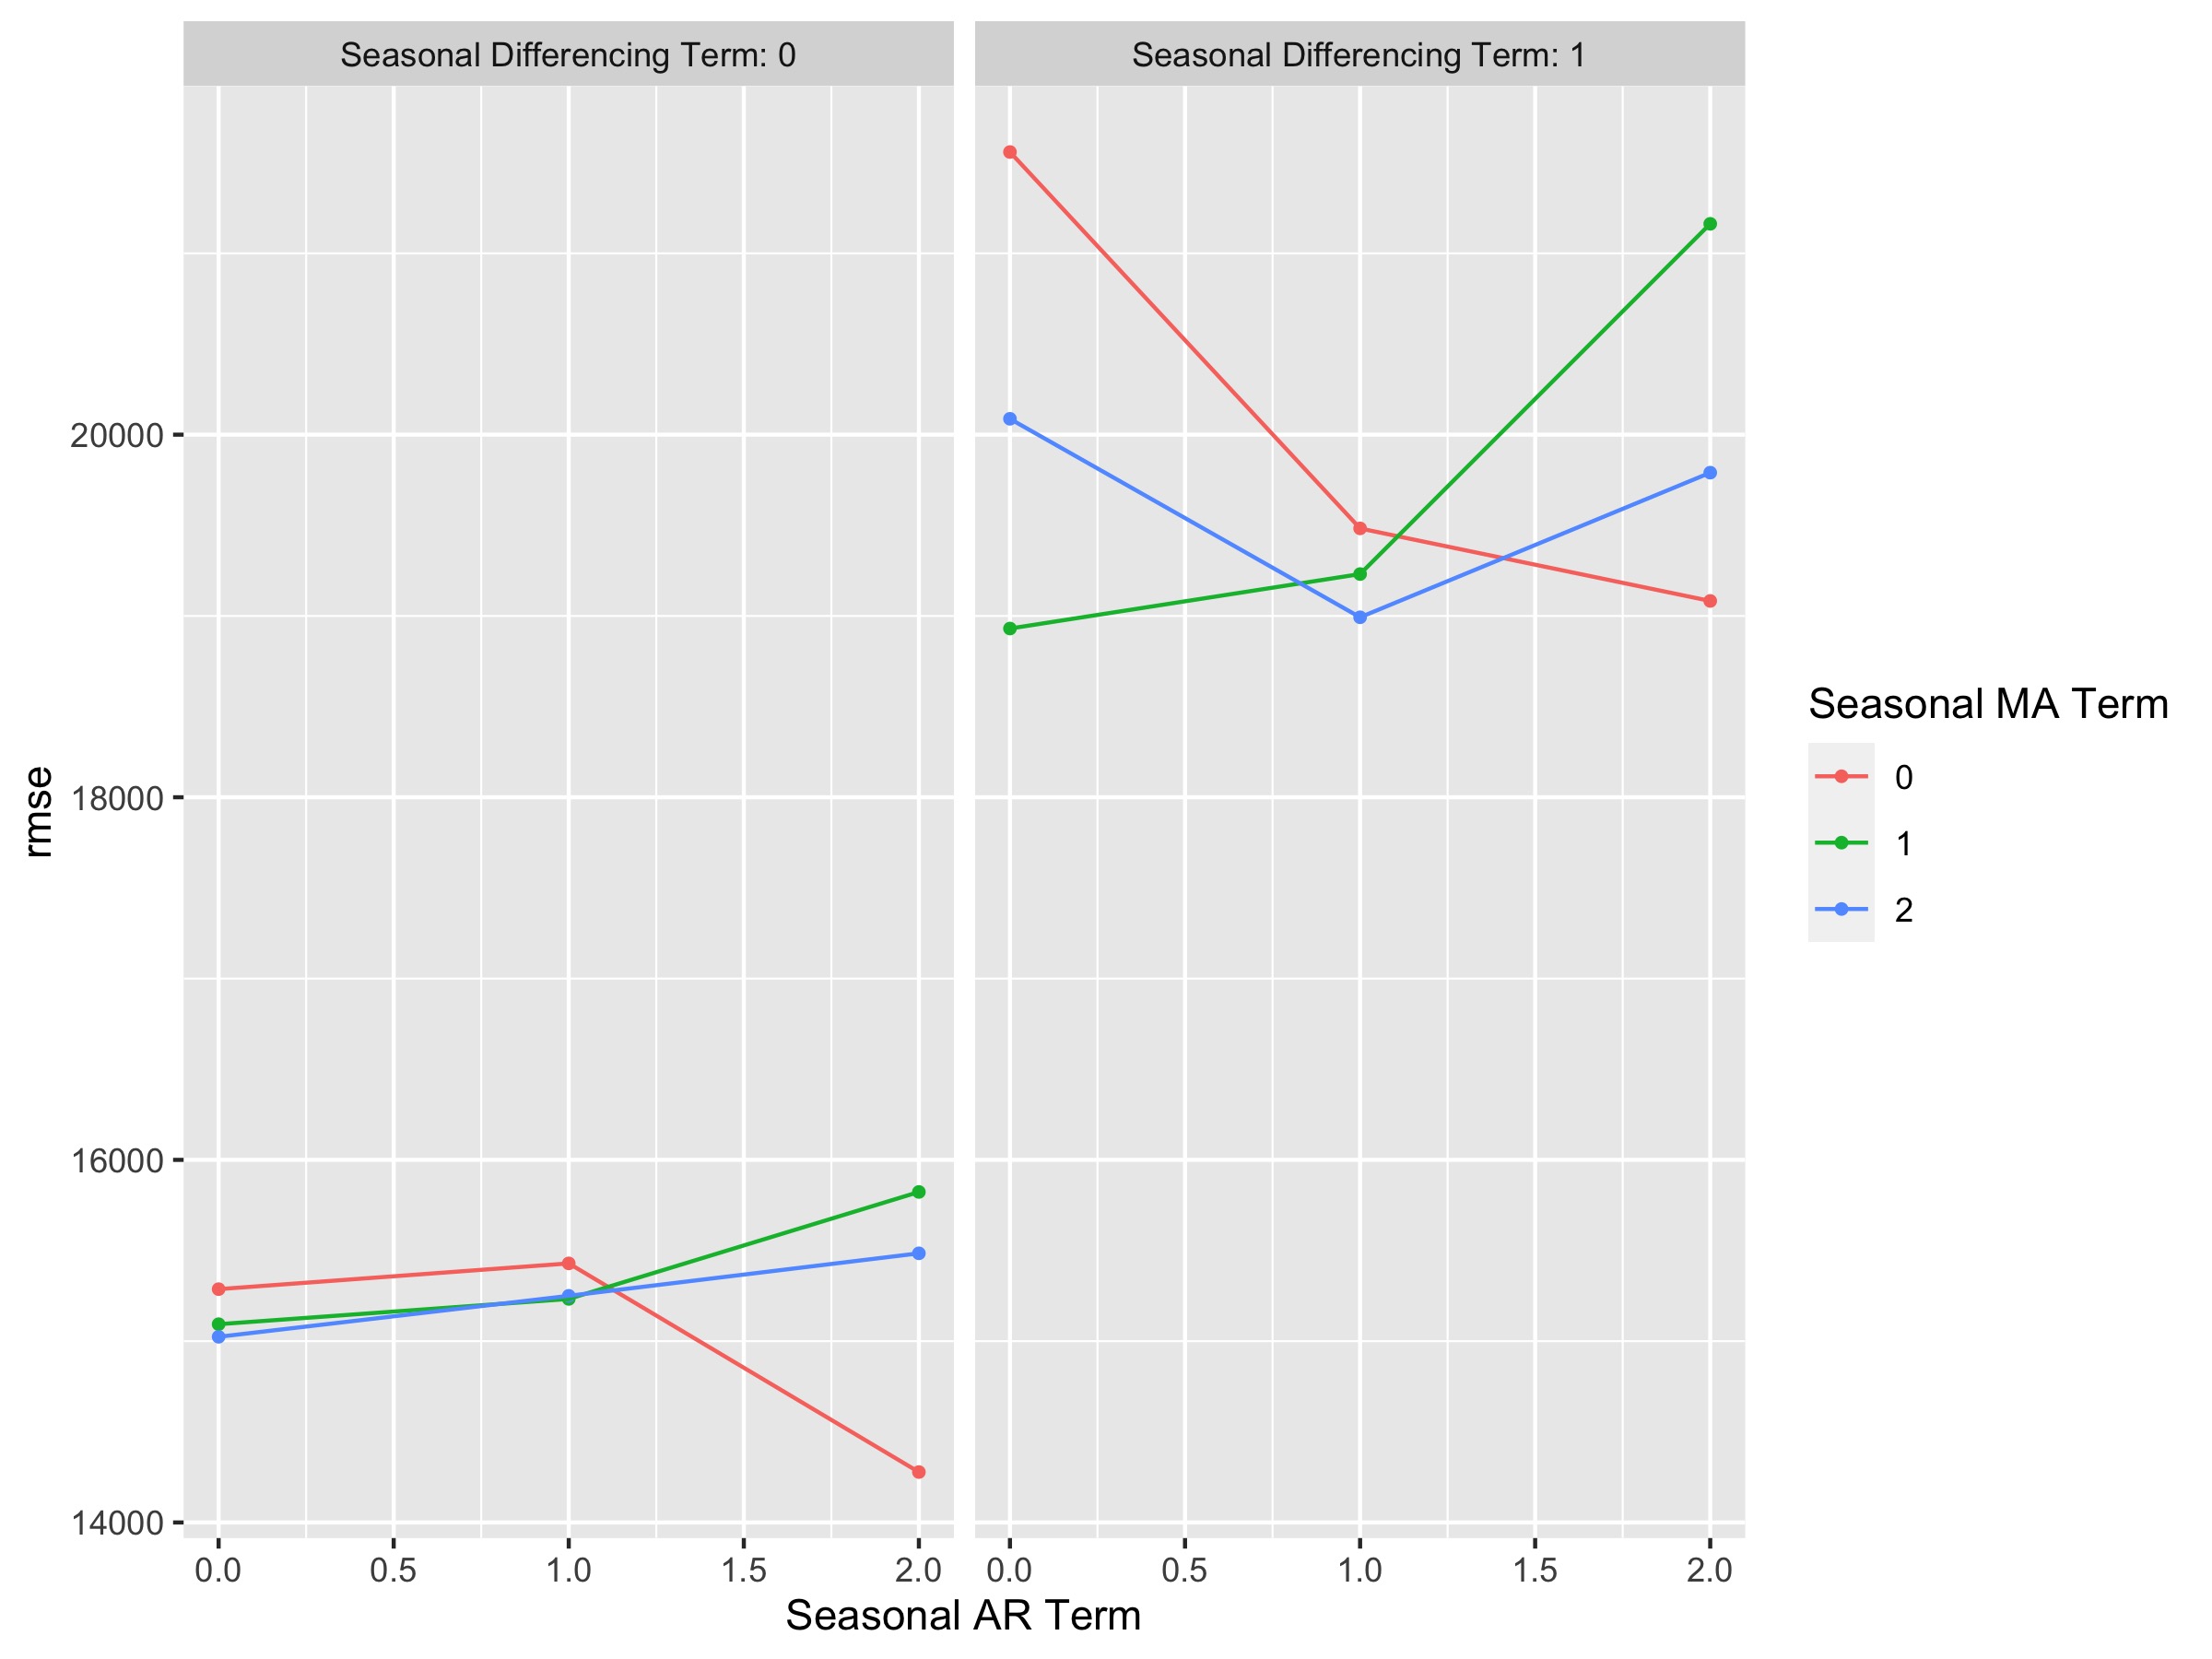 Seasonal Differencing Term: 0
Seasonal Differencing Term: 1
20000
18000
16000
14000
rmse
0.0 0.5 1.0 1.5 2.0
0.0 0.5 1.0 1.5 2.0
Seasonal AR Term
Seasonal MA Term
0
1
2